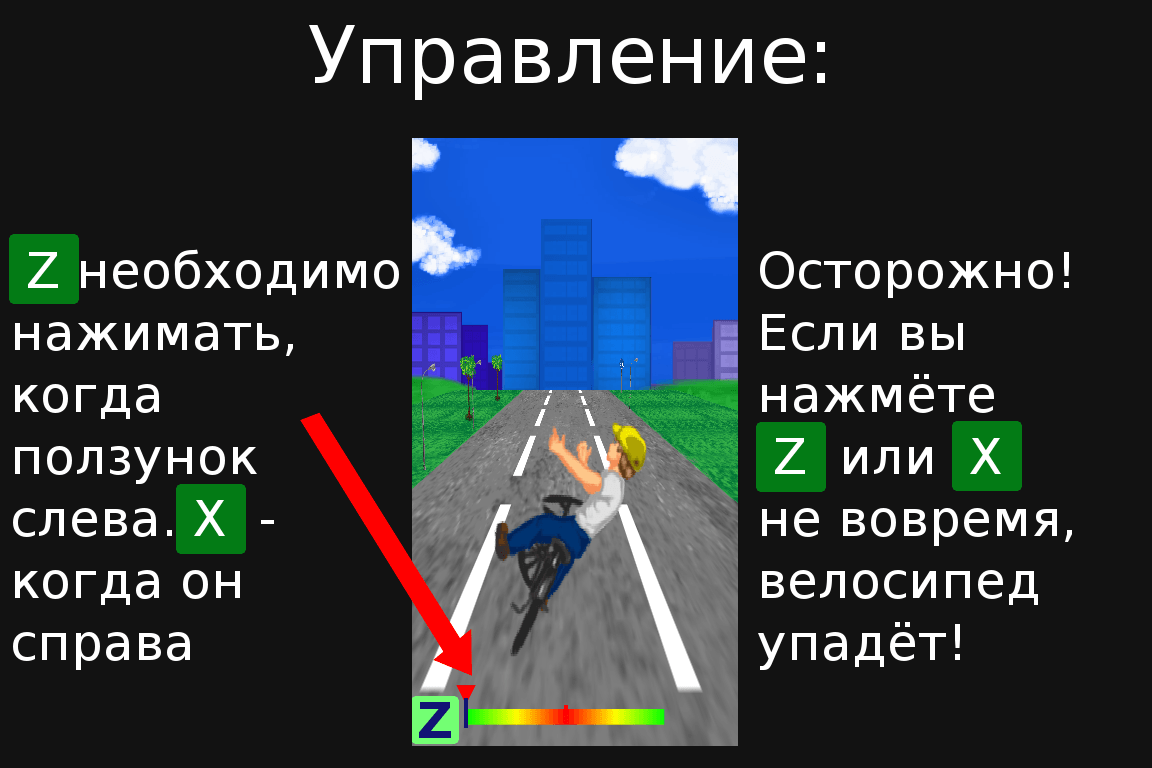 Управление:
Z необходимо
нажимать,
когда
ползунок
слева. X -
когда он
справа
Осторожно!
Если вы
нажмёте
Z или X
не вовремя,
велосипед
упадёт!
Z